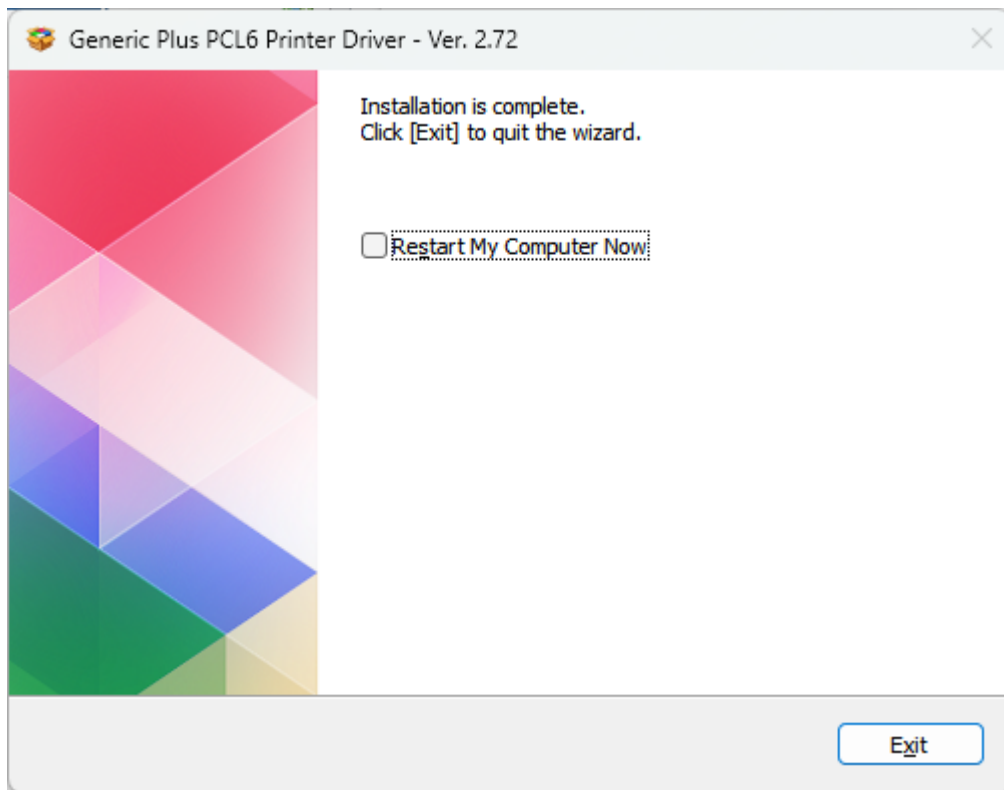 Generic Plus PCL6 Printer Driver - Ver. 2.72
Installation is complete.
Click [Exit] to quit the wizard.
Restart My Computer Now
Exit